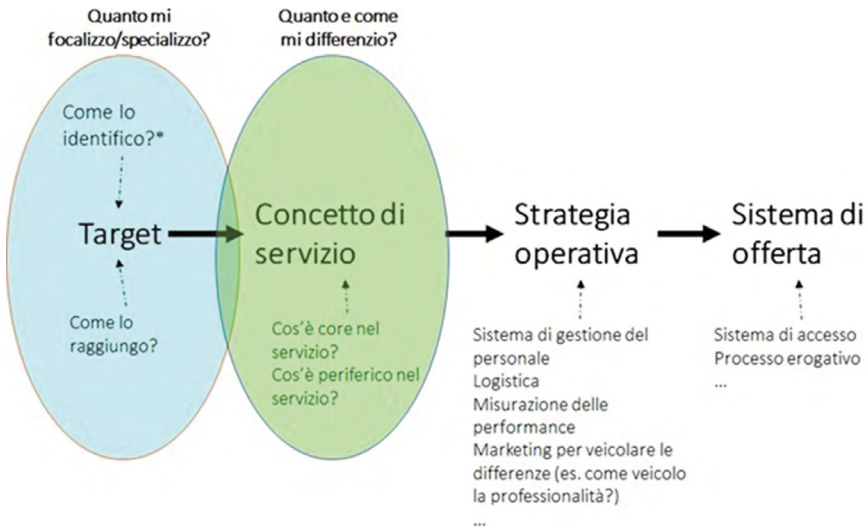 Quanto mi
focalizzo/specializzo?
Quanto e come
mi differenzio?
Come lo
identifico?*
Target
Come lo
raggiungo?
Concetto di
servizio
Cos'è core nel
servizio?
Cos'è periferico nel
servizio?
Strategia
operativa
Sistema di gestione del
personale
Logistica
Misurazione delle
performance
Marketing per veicolare le
differenze (es. come veicolo
la professionalità?)
...
Sistema di
offerta
Sistema di accesso
Processo erogativo
...